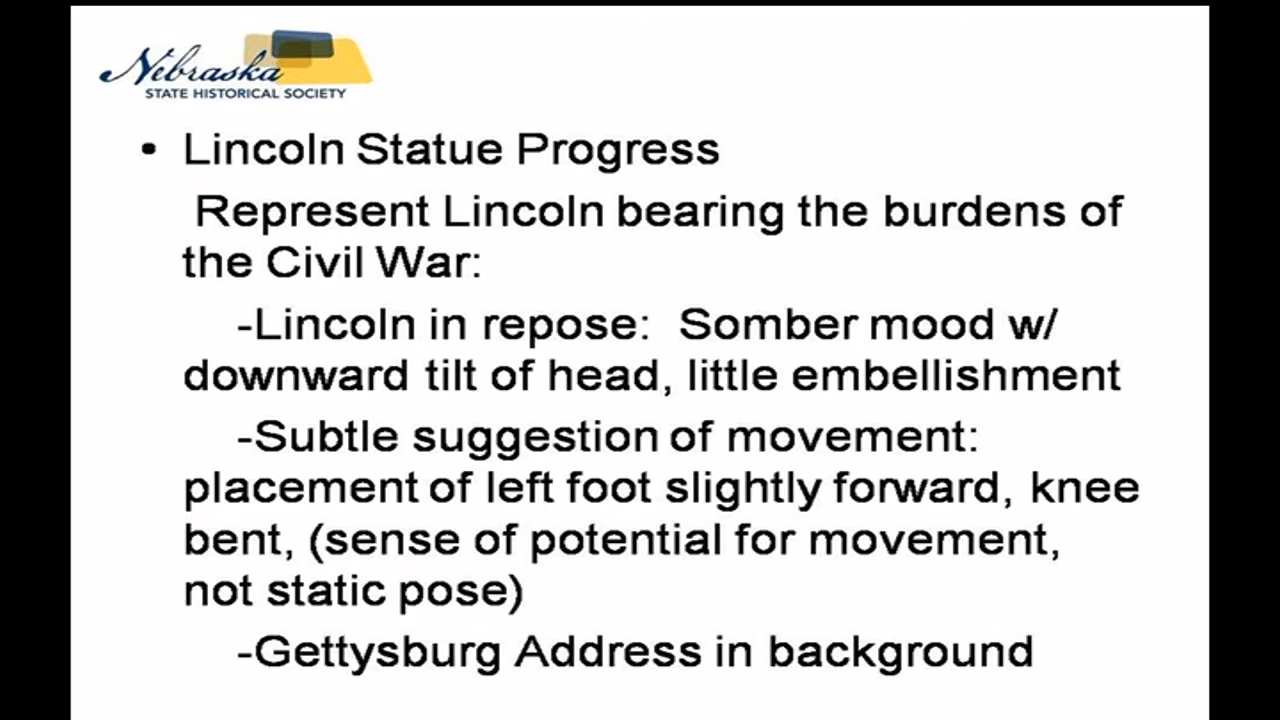 Nebraska
STATE HISTORICAL SOCIETY
• Lincoln Statue Progress
Represent Lincoln bearing the burdens of
the Civil War:
-Lincoln in repose: Somber mood w/
downward tilt of head, little embellishment
-Subtle suggestion of movement:
placement of left foot slightly forward, knee
bent, (sense of potential for movement,
not static pose)
-Gettysburg Address in background